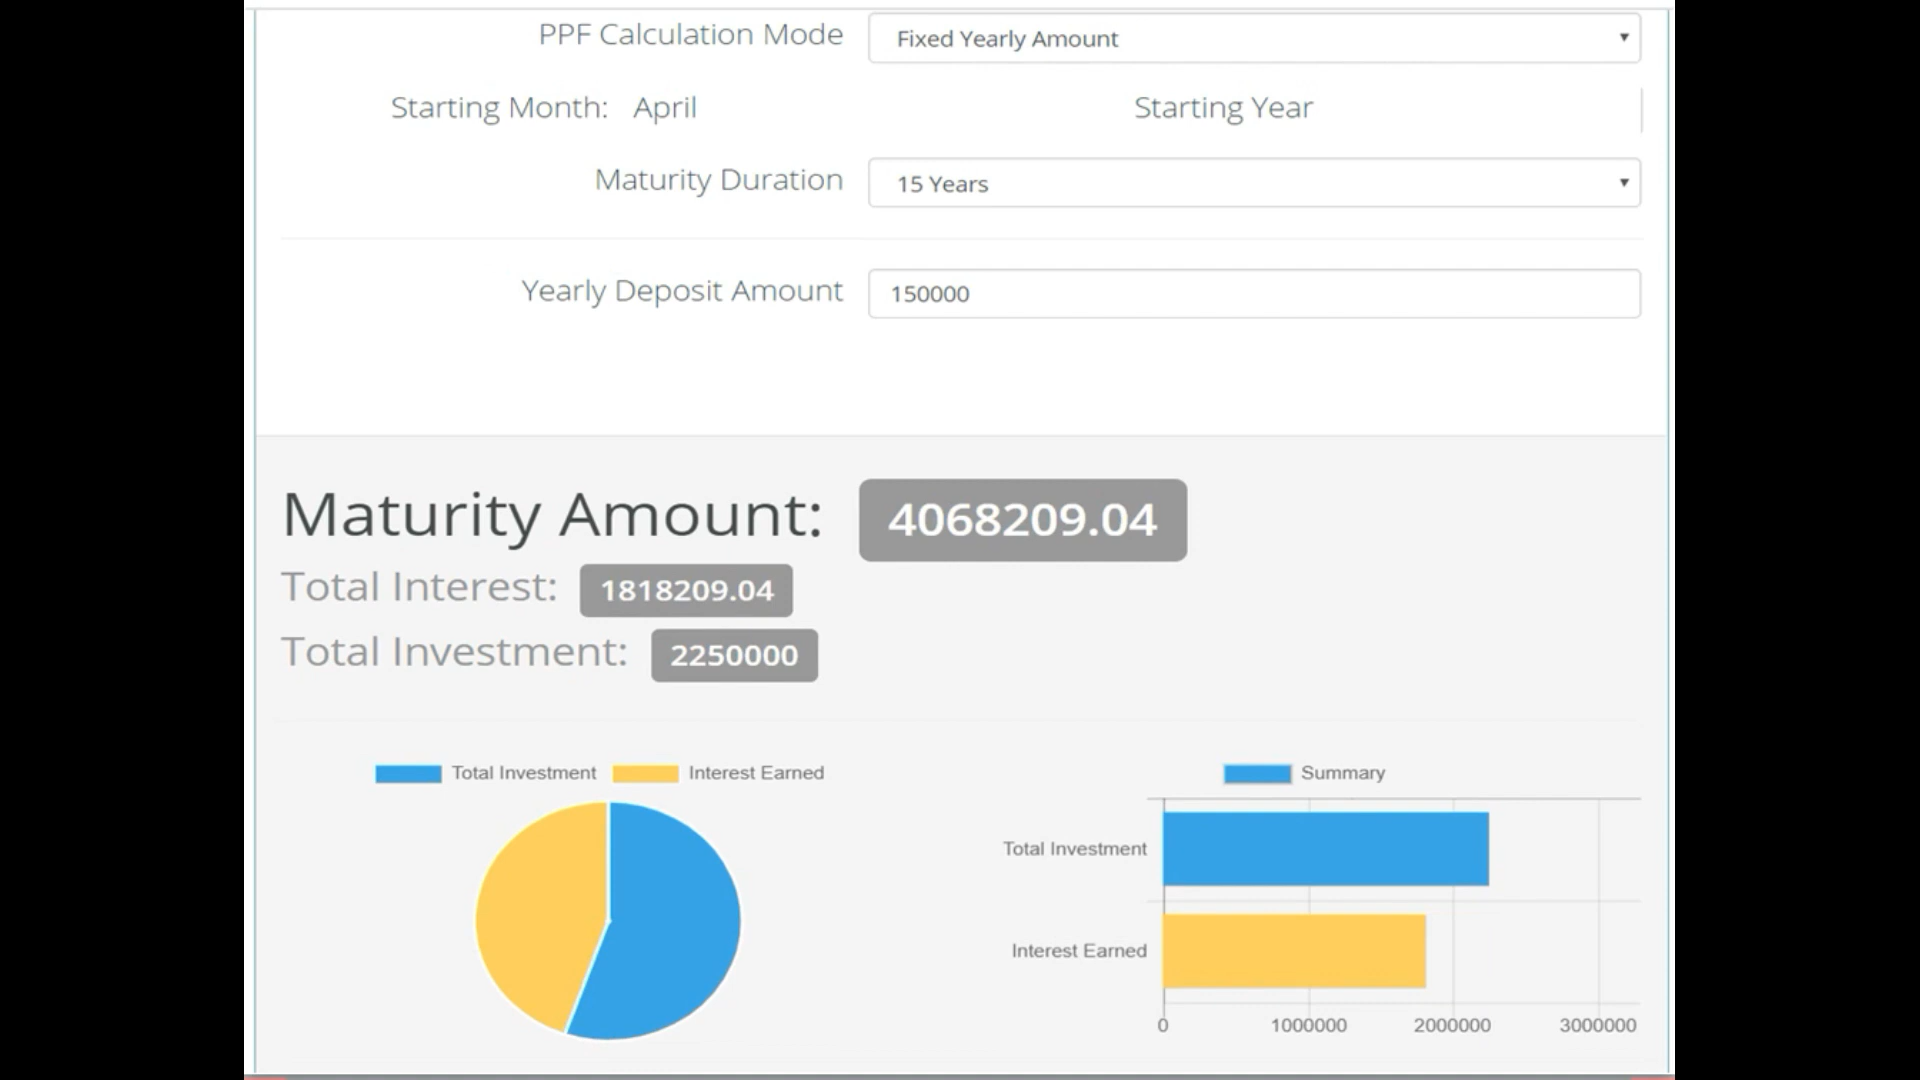 PPF Calculation Mode Fixed Yearly Amount
Starting Month: April Starting Year
Maturity Duration 15 Years
Yearly Deposit Amount 150000
Maturity Amount: 4068209.04
Total Interest: 1818209.04
Total Investment: 2250000
Total Investment Interest Earned
Summary
Total Investment
Interest Earned
0 1000000 2000000 3000000